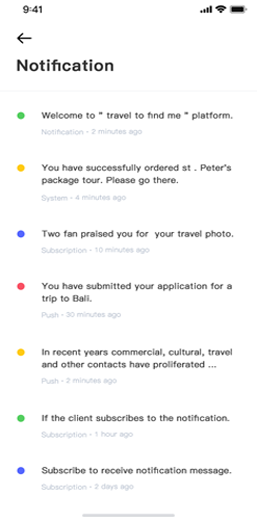 9:41
Notification
Welcome to " travel to find me " platform.
Notification - 2 minutes ago
You have successfully ordered st . Peter's
package tour. Please go there.
System - 4 minutes ago
Two fan praised you for your travel photo.
Subscription - 10 minutes ago
You have submitted your application for a
trip to Bali.
Push - 30 minutes ago
In recent years commercial, cultural, travel
and other contacts have proliferated ...
Push - 2 minutes ago
If the client subscribes to the notification.
Subscription - 1 hour ago
Subscribe to receive notification message.
Subscription - 2 days ago